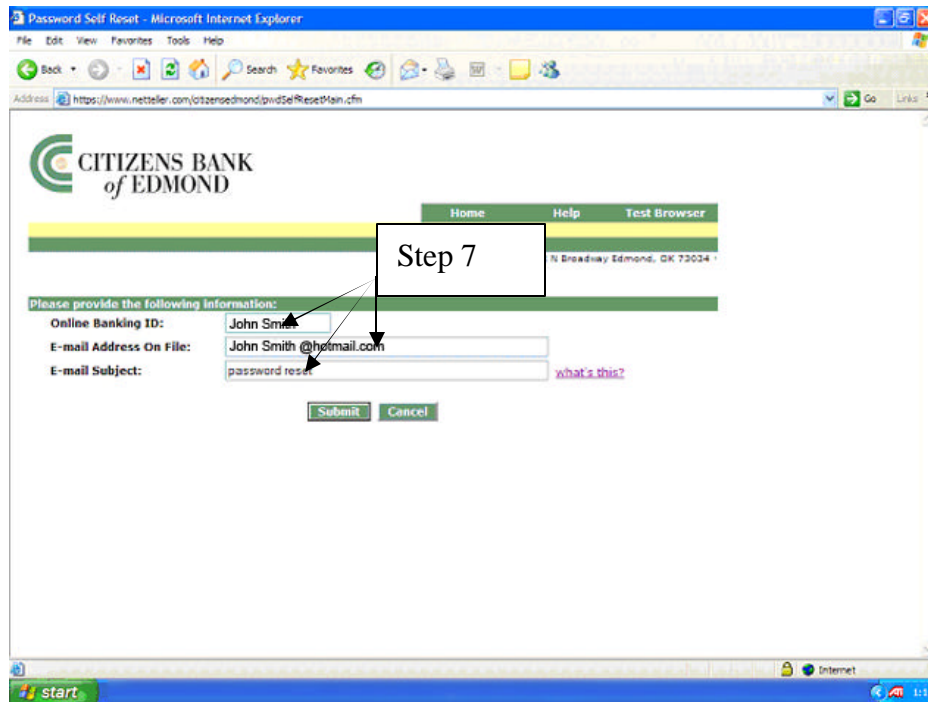 Password Self Reset - Microsoft Internet Explorer
File Edit View Favorites Tools Help
Back Search Favorites
Address https://www.netteller.com/citizensedmond/pwdSelfResetMain.cfm Go Links
CITIZENS BANK
of EDMOND
Home Help Test Browser
Step 7
N Broadway Edmond, OK 73034
Please provide the following information:
Online Banking ID: John Smith
E-mail Address On File: John Smith @hotmail.com
E-mail Subject: password reset what's this?
Submit Cancel
Internet
start